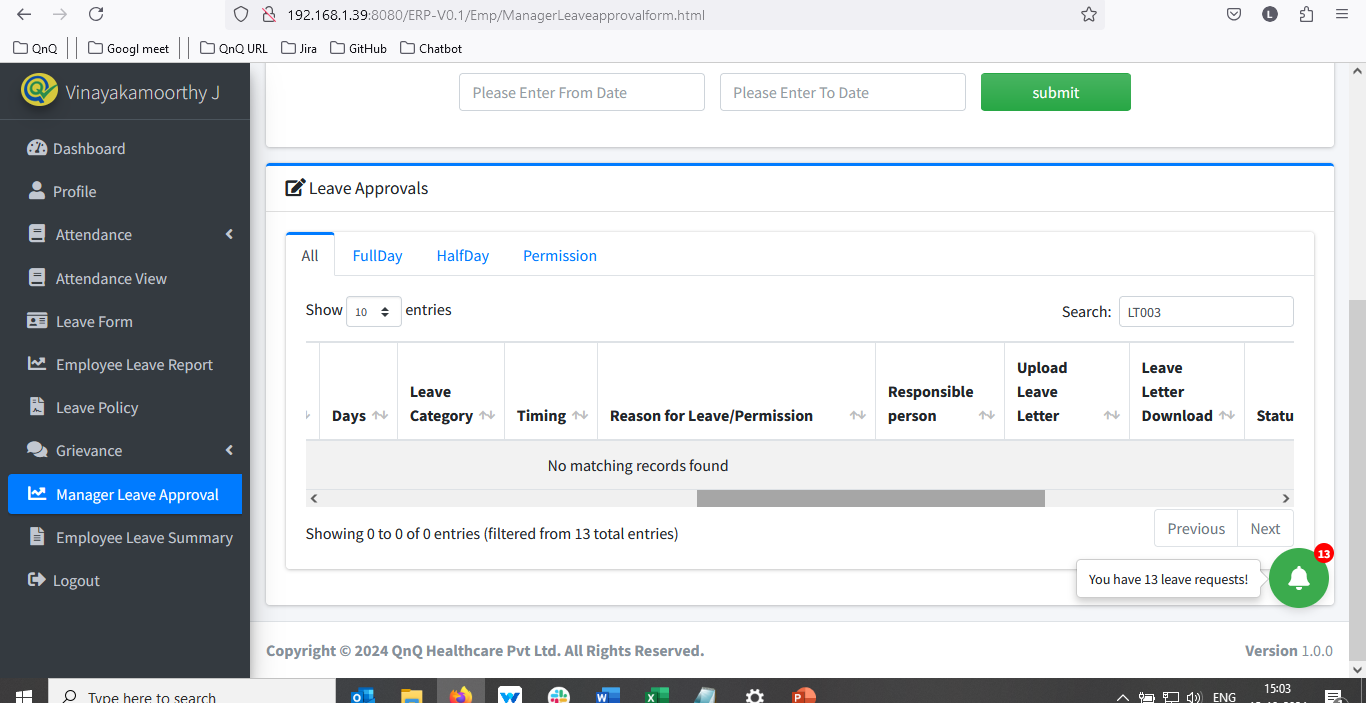 192.168.1.39:8080/ERP-V0.1/Emp/ManagerLeaveapprovalform.html
L
QnQ
Googl meet
QnQ URL
Jira
GitHub
Chatbot
Vinayakamoorthy J
Dashboard
Profile
Attendance
Attendance View
Leave Form
Employee Leave Report
Leave Policy
Grievance
Manager Leave Approval
Employee Leave Summary
Logout
Please Enter From Date
Please Enter To Date
submit
Leave Approvals
All
FullDay
HalfDay
Permission
Show 10 entries
Search: LT003
Days
Leave
Category
Timing
Reason for Leave/Permission
Responsible
person
Upload
Leave
Letter
Leave
Letter
Download
Statu
No matching records found
Showing 0 to 0 of 0 entries (filtered from 13 total entries)
Previous
Next
13
You have 13 leave requests!
Copyright © 2024 QnQ Healthcare Pvt Ltd. All Rights Reserved.
Version 1.0.0
Type here to search
ENG
15:03